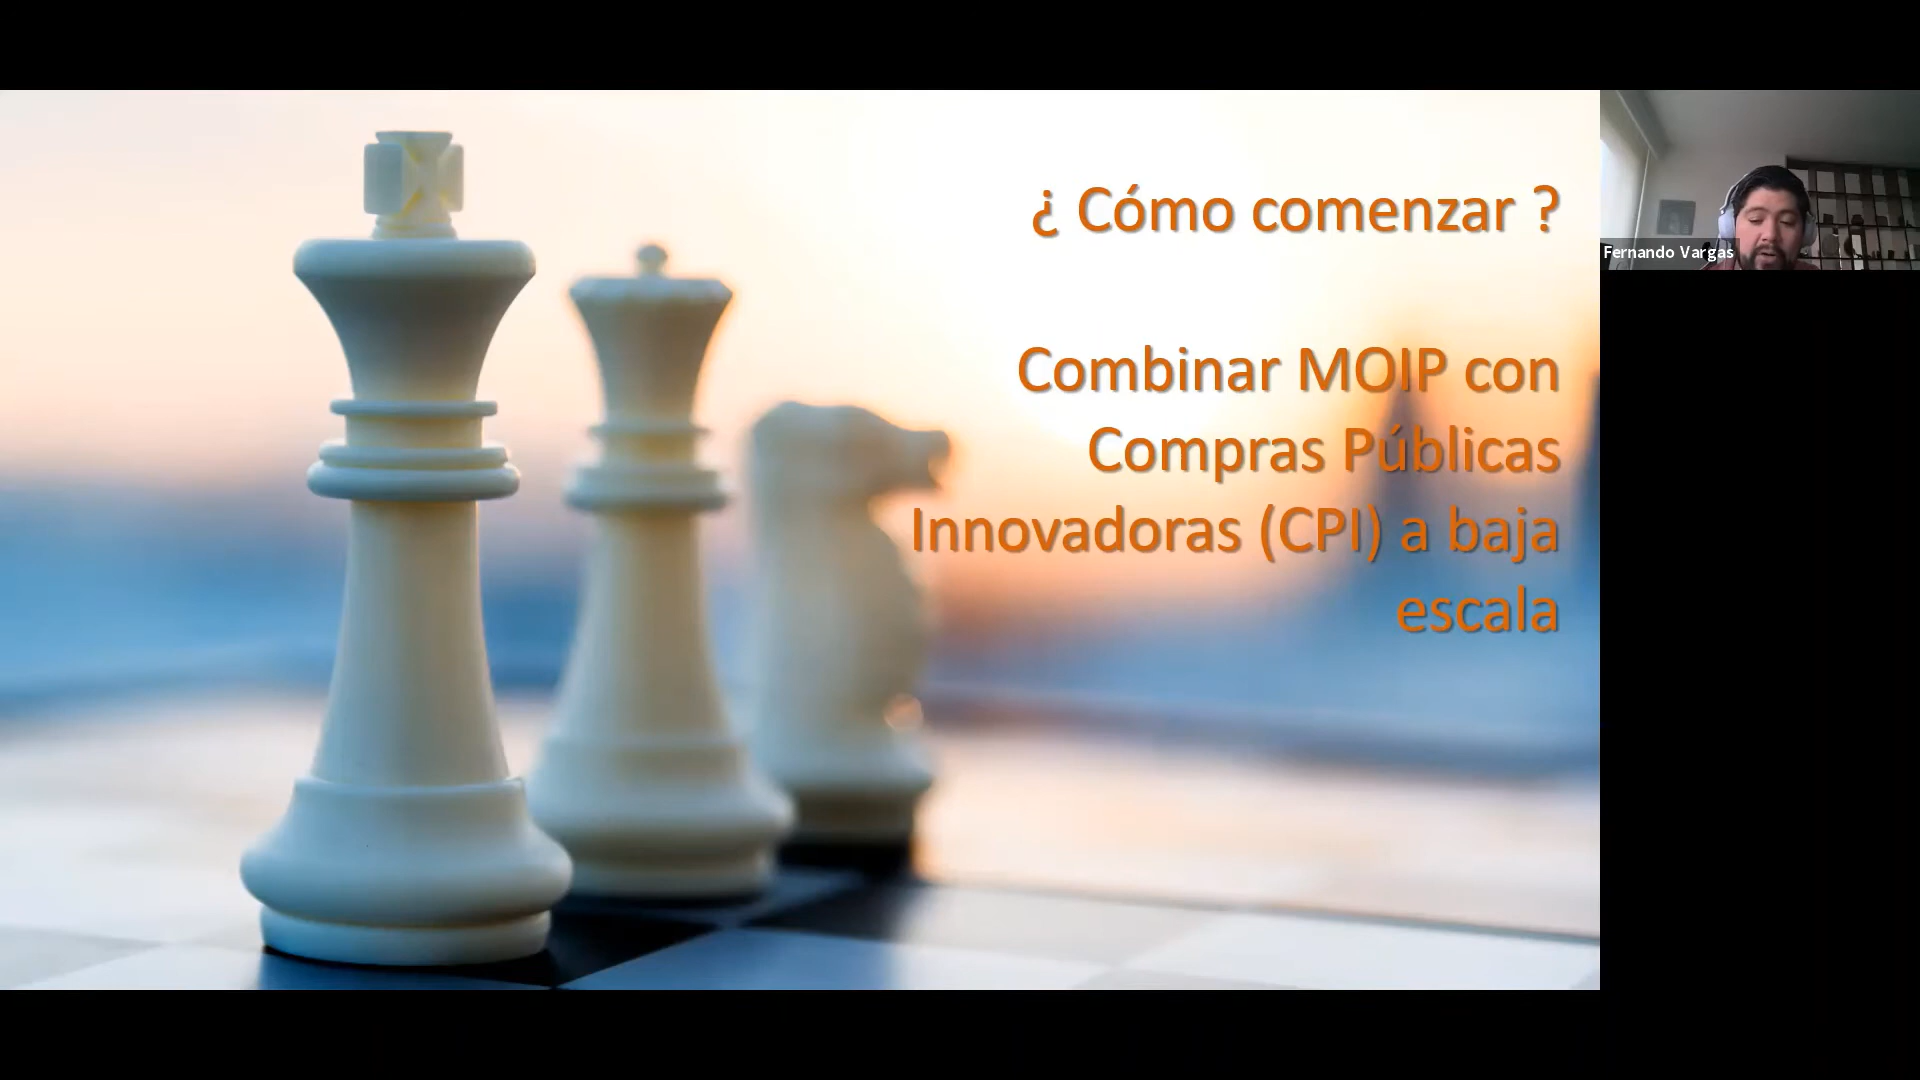 ¿ Cómo comenzar ?
Combinar MOIP con
Compras Públicas
Innovadoras (CPI) a baja
escala
Fernando Vargas